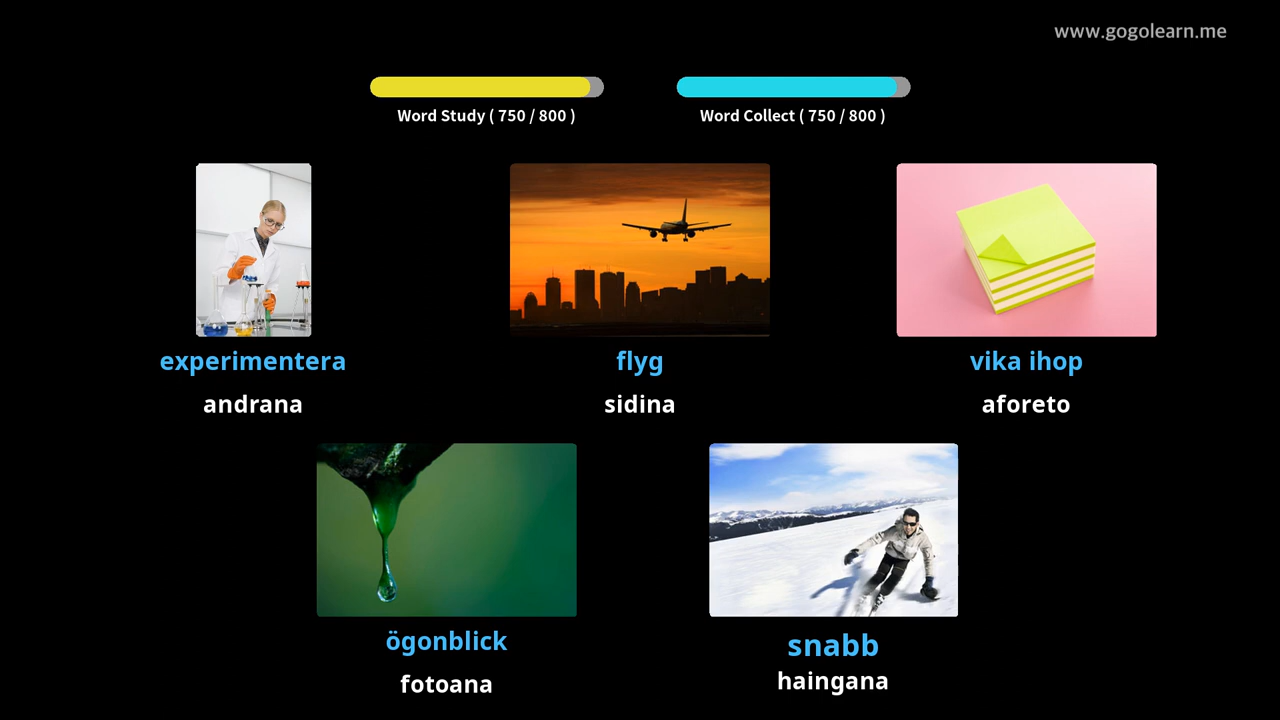 www.gogolearn.me
Word Study ( 750 / 800 )
Word Collect ( 750 / 800 )
experimentera
andrana
flyg
sidina
vika ihop
aforeto
ögonblick
fotoana
snabb
haingana